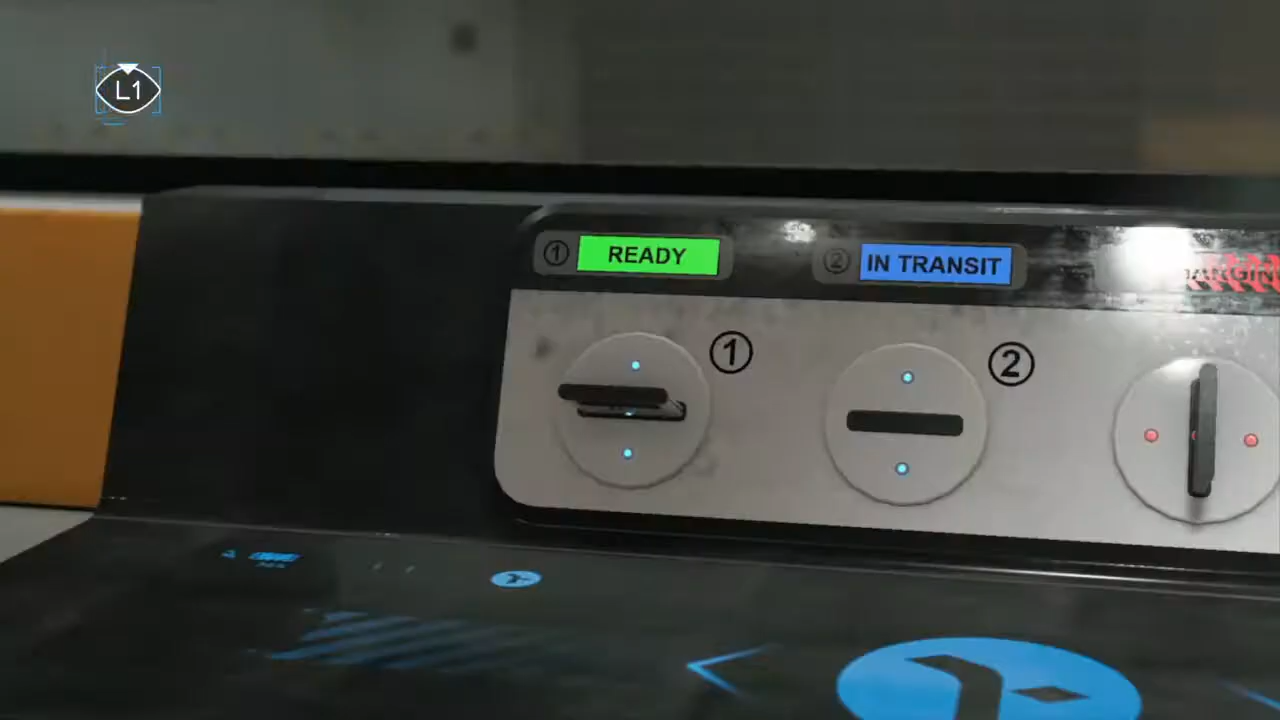 L1
① READY
② IN TRANSIT
①
②